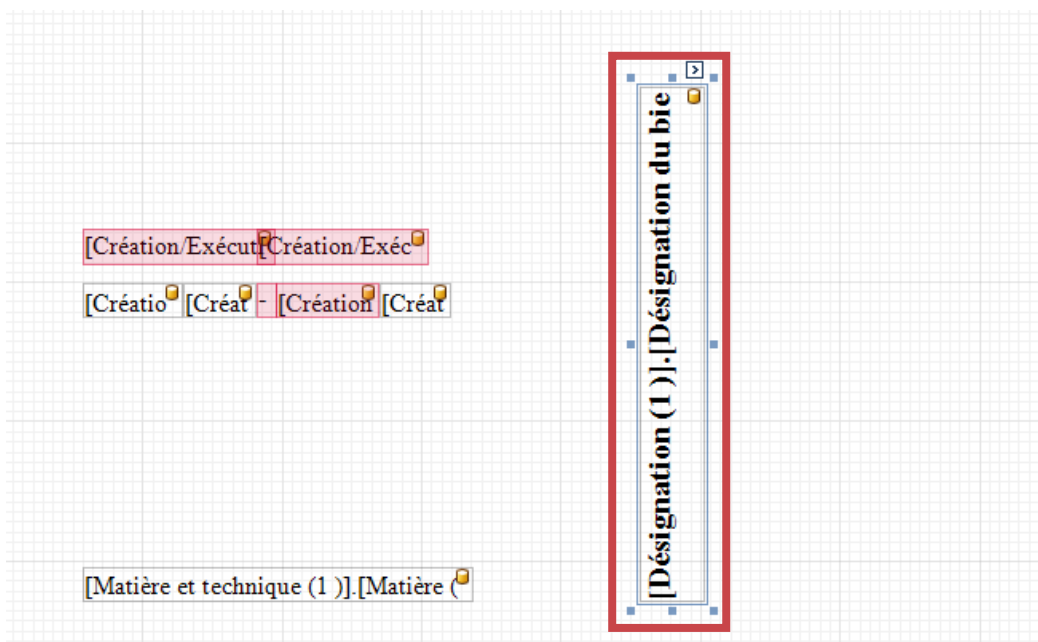 [Création/Exécut[Création/Exéc
[Créatio [Créat - [Création [Créat
[Désignation (1 )].[Désignation du bie
[Matière et technique (1 )].[Matière (